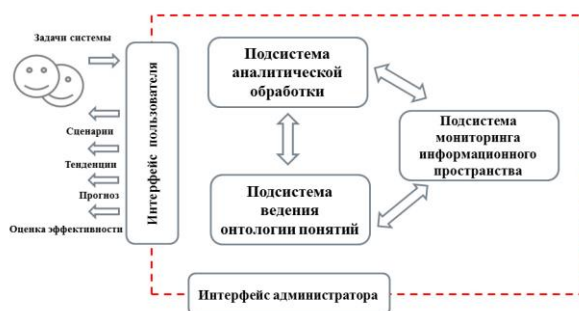 Задачи системы
Сценарии
Тенденции
Прогноз
Оценка эффективности
Интерфейс пользователя
Подсистема
аналитической
обработки
Подсистема
мониторинга
информационного
пространства
Подсистема
ведения
онтологии понятий
Интерфейс администратора